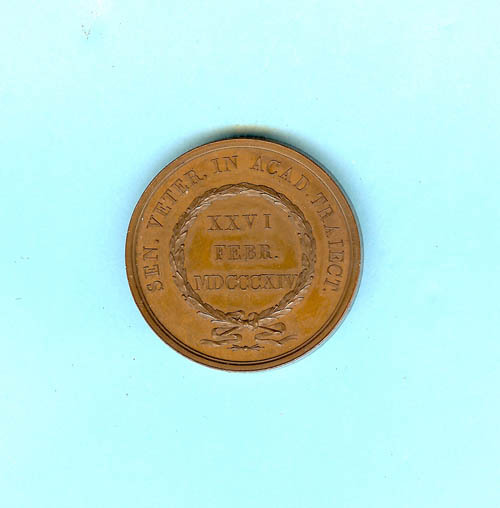 SEN. VETER. IN ACAD. TRAIECT.
XXVI
FEBR.
MDCCCXIV